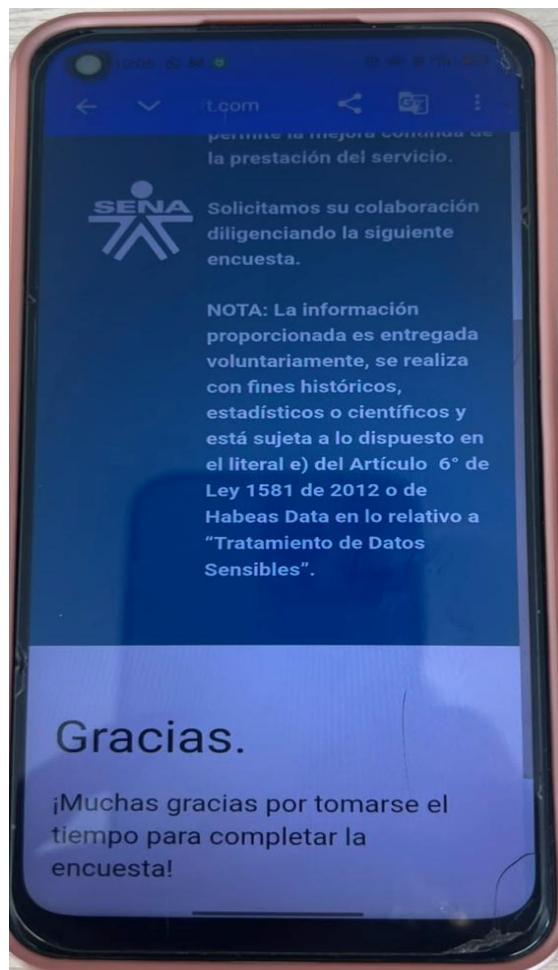 10:05
t.com
permite la mejora continua de
la prestación del servicio.
SENA
Solicitamos su colaboración
diligenciando la siguiente
encuesta.
NOTA: La información
proporcionada es entregada
voluntariamente, se realiza
con fines históricos,
estadísticos o científicos y
está sujeta a lo dispuesto en
el literal e) del Artículo 6° de
Ley 1581 de 2012 o de
Habeas Data en lo relativo a
“Tratamiento de Datos
Sensibles”.
Gracias.
¡Muchas gracias por tomarse el
tiempo para completar la
encuesta!